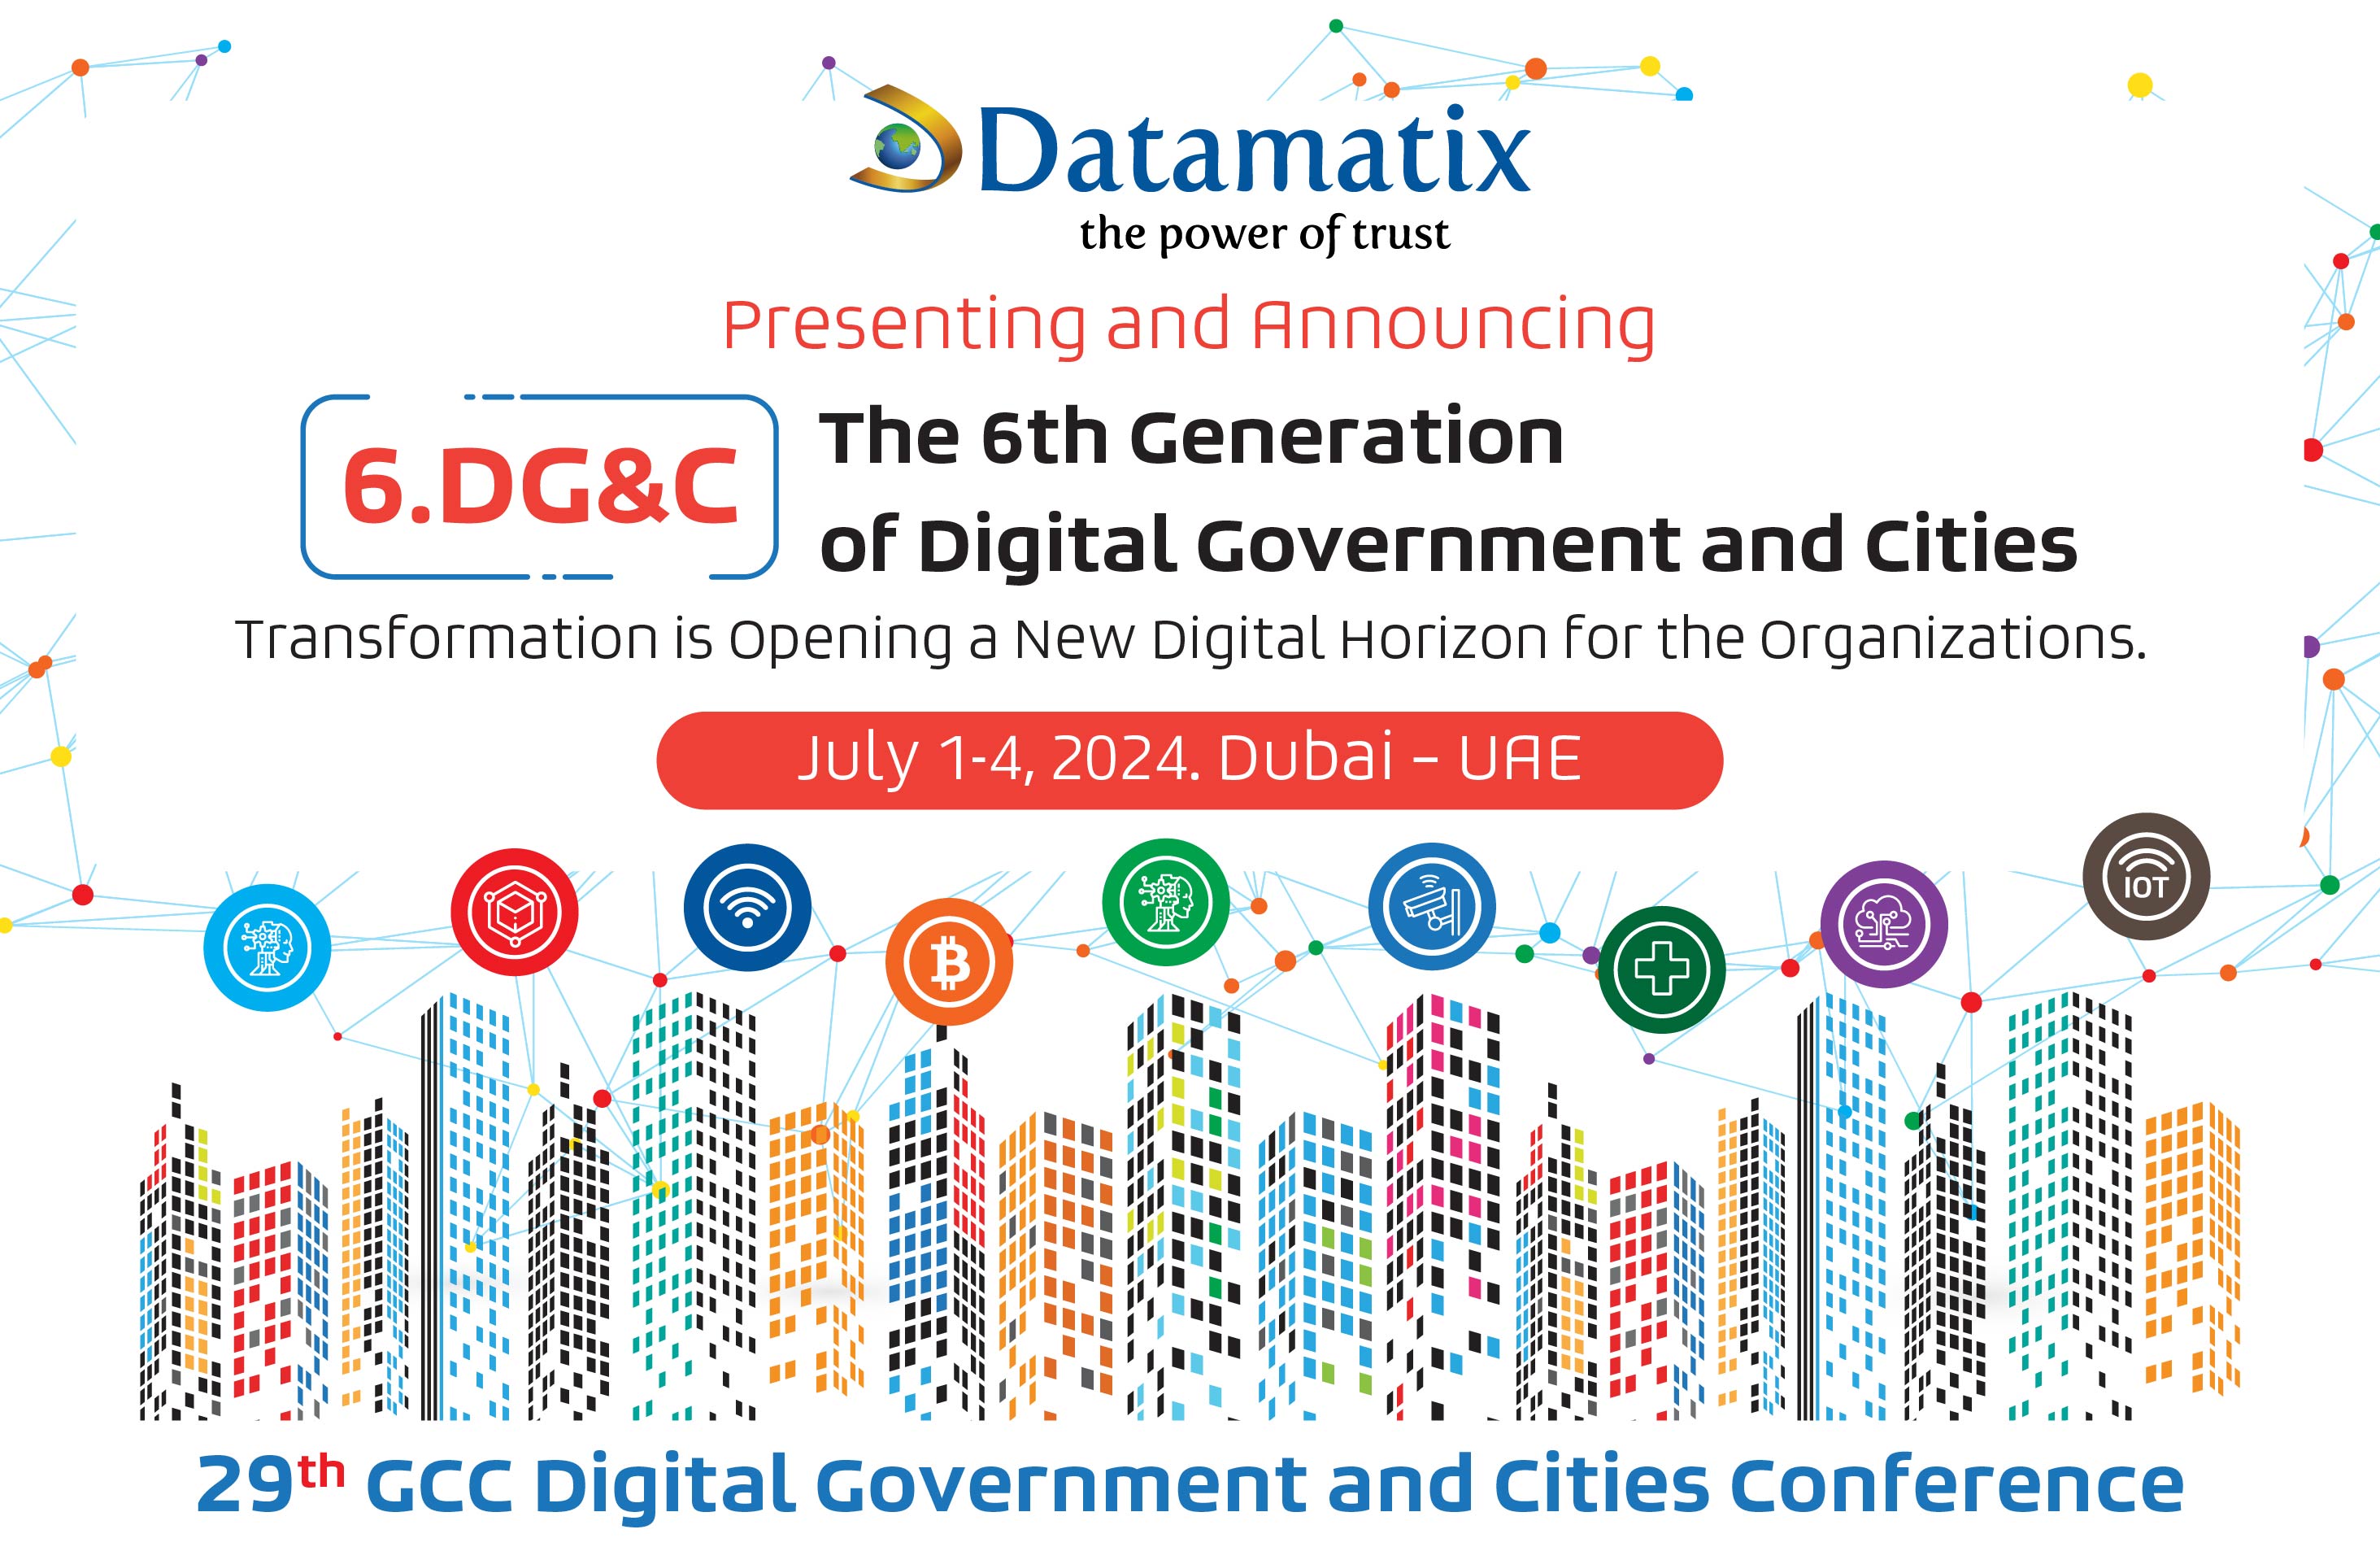 Datamatix
the power of trust
Presenting and Announcing
6.DG&C
The 6th Generation
of Digital Government and Cities
Transformation is Opening a New Digital Horizon for the Organizations.
July 1-4, 2024. Dubai – UAE
IOT
29th GCC Digital Government and Cities Conference